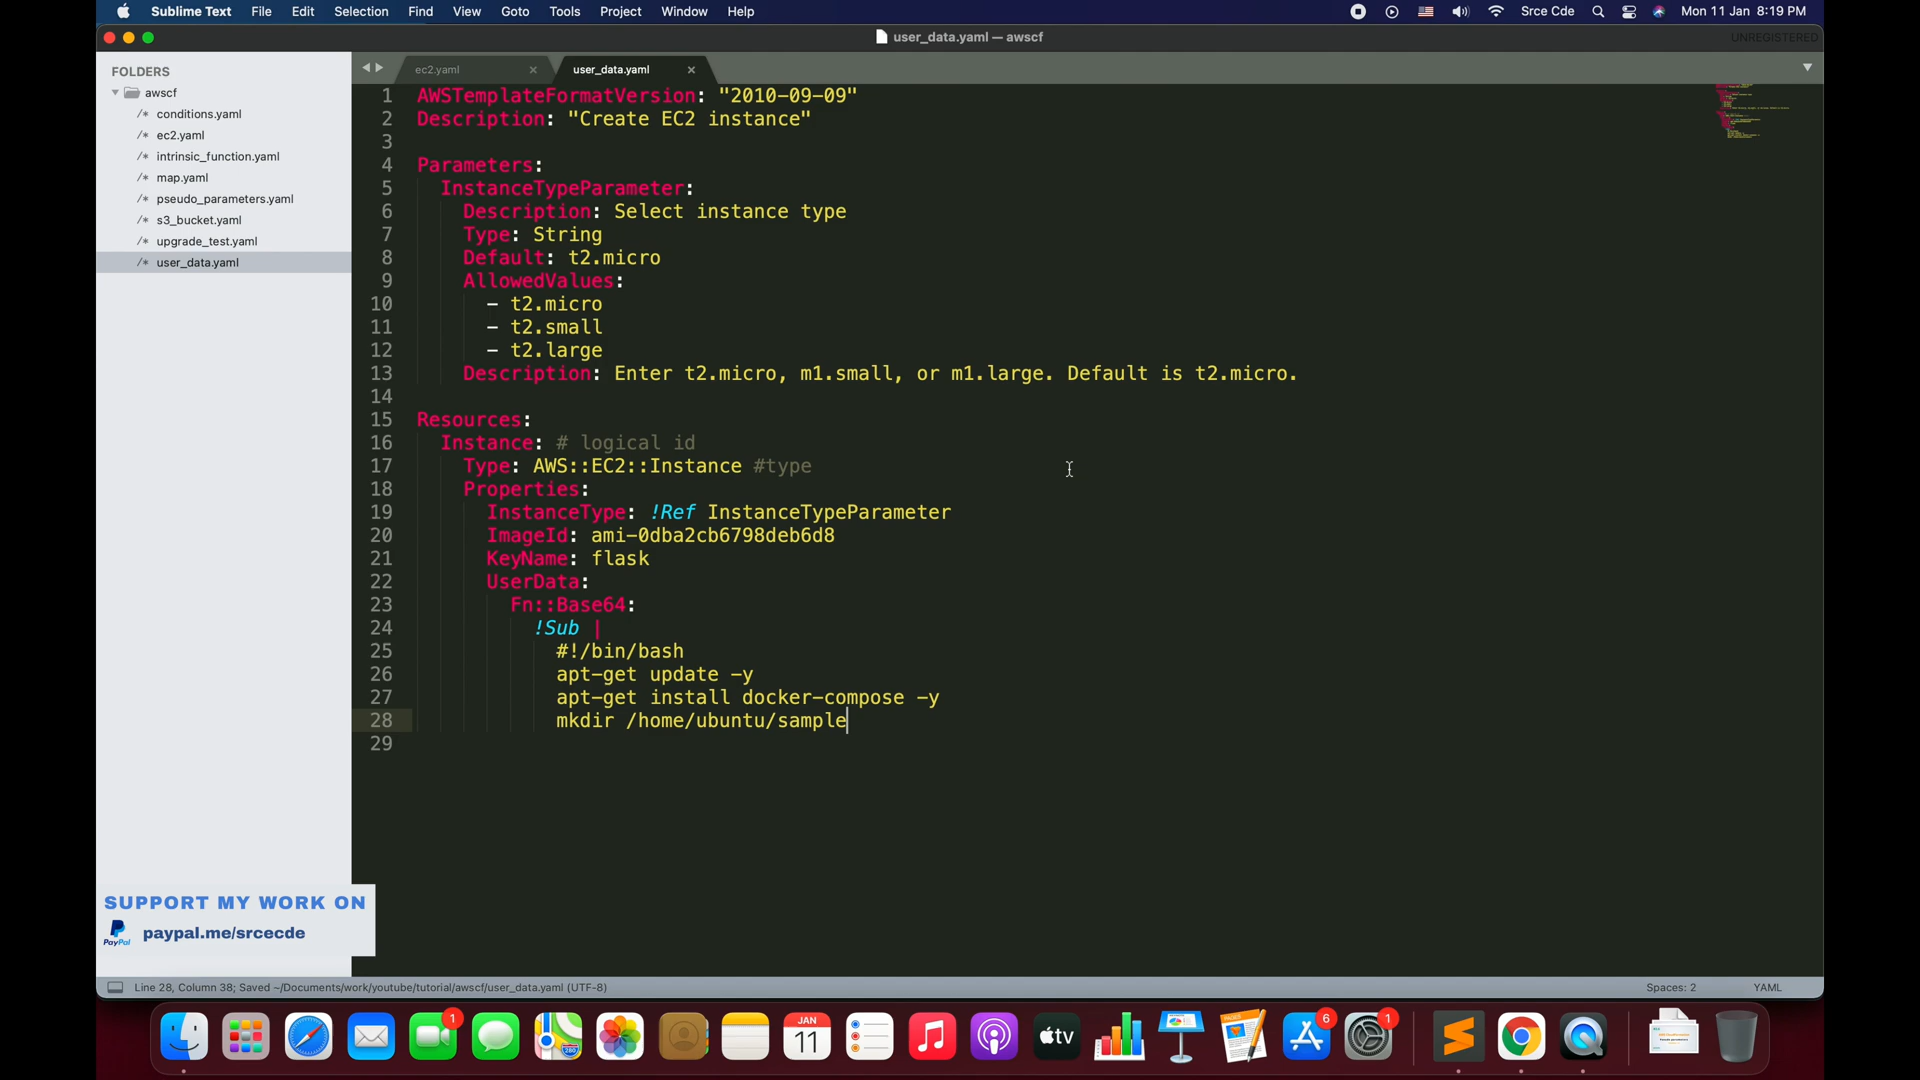 Sublime Text File Edit Selection Find View Goto Tools Project Window Help Srce Cde Mon 11 Jan 8:19 PM
user_data.yaml — awscf UNREGISTERED
FOLDERS
awscf
/* conditions.yaml
/* ec2.yaml
/* intrinsic_function.yaml
/* map.yaml
/* pseudo_parameters.yaml
/* s3_bucket.yaml
/* upgrade_test.yaml
/* user_data.yaml
ec2.yaml × user_data.yaml ×
1 AWSTemplateFormatVersion: "2010-09-09"
2 Description: "Create EC2 instance"
3
4 Parameters:
5 InstanceTypeParameter:
6 Description: Select instance type
7 Type: String
8 Default: t2.micro
9 AllowedValues:
10 - t2.micro
11 - t2.small
12 - t2.large
13 Description: Enter t2.micro, m1.small, or m1.large. Default is t2.micro.
14
15 Resources:
16 Instance: # logical id
17 Type: AWS::EC2::Instance #type
18 Properties:
19 InstanceType: !Ref InstanceTypeParameter
20 ImageId: ami-0dba2cb6798deb6d8
21 KeyName: flask
22 UserData:
23 Fn::Base64:
24 !Sub |
25 #!/bin/bash
26 apt-get update -y
27 apt-get install docker-compose -y
28 mkdir /home/ubuntu/sample
29
SUPPORT MY WORK ON
PayPal paypal.me/srcecde
Line 28, Column 38; Saved ~/Documents/work/youtube/tutorial/awscf/user_data.yaml (UTF-8) Spaces: 2 YAML
1 280 JAN 11 tv PAGES 6 1